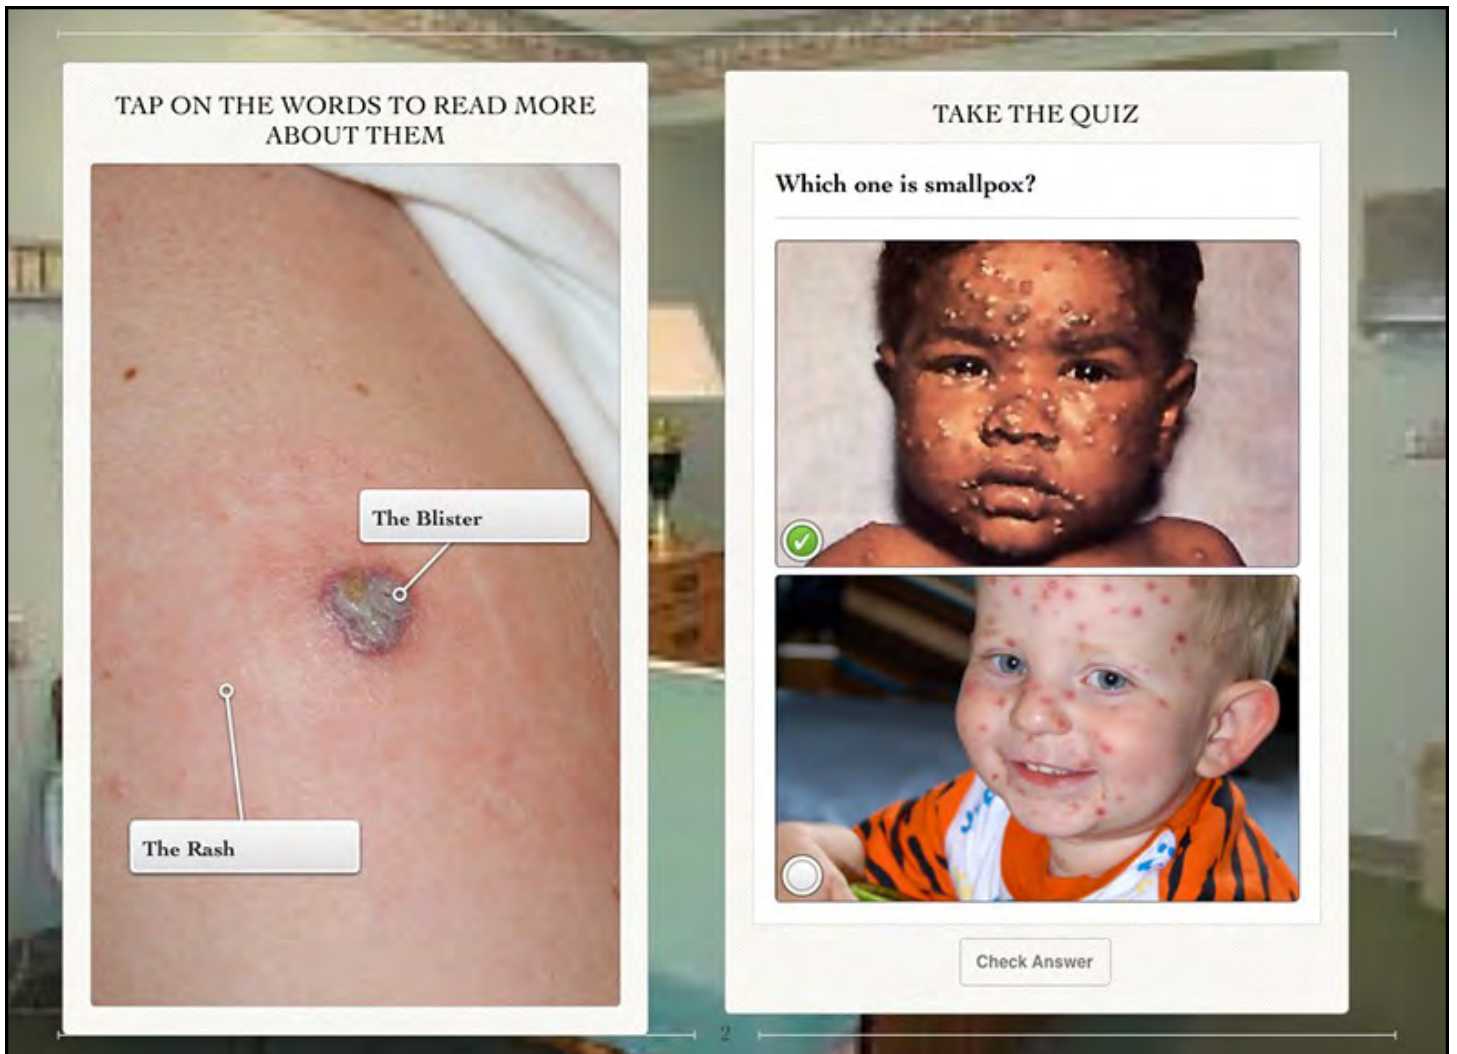 TAP ON THE WORDS TO READ MORE
ABOUT THEM
The Blister
The Rash
TAKE THE QUIZ
Which one is smallpox?
Check Answer
2